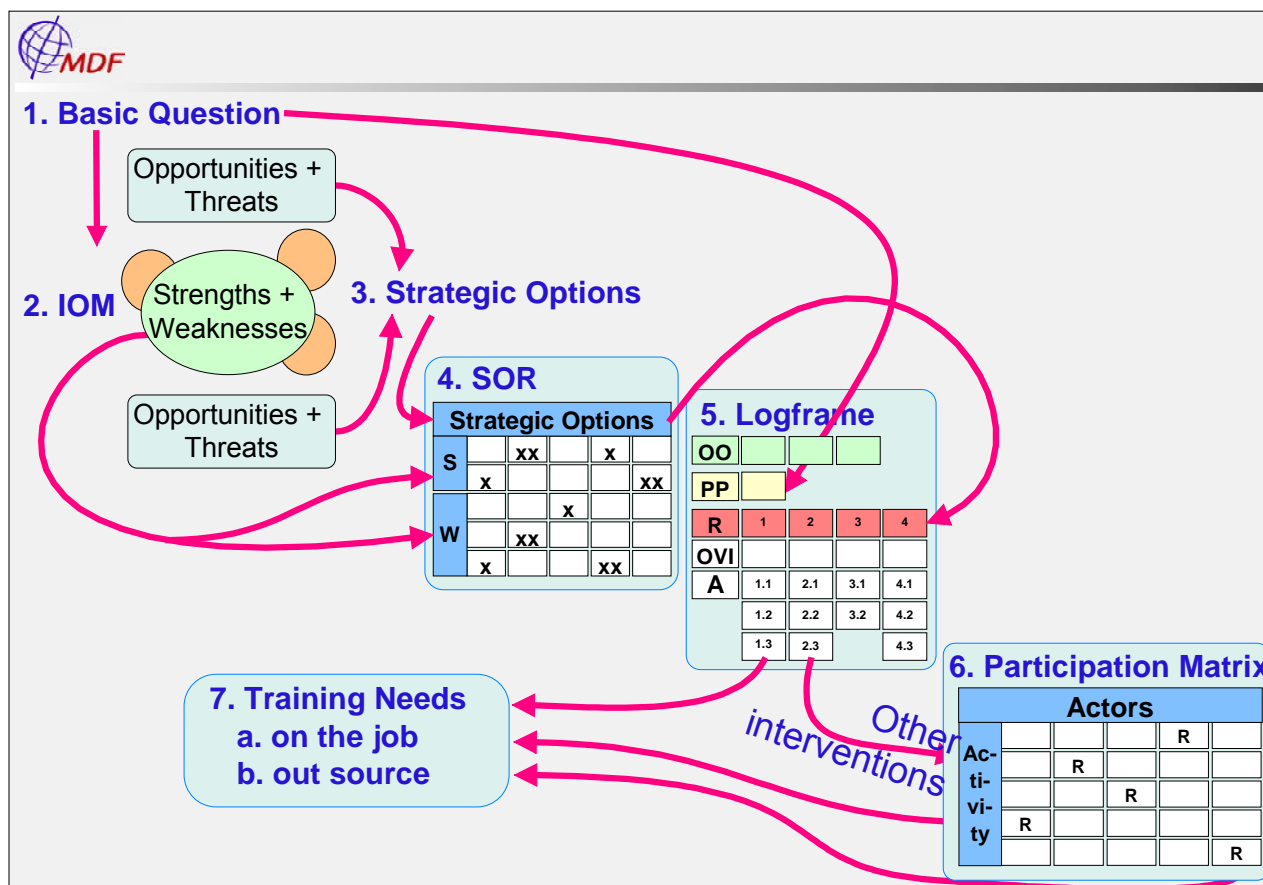 MDF
1. Basic Question
Opportunities +
Threats
2. IOM
Strengths +
Weaknesses
3. Strategic Options
Opportunities +
Threats
4. SOR
Strategic Options
S
xx x
x xx
W
x
xx
x xx
5. Logframe
OO
PP
R 1 2 3 4
OVI
A 1.1 2.1 3.1 4.1
1.2 2.2 3.2 4.2
1.3 2.3 4.3
Other
interventions
6. Participation Matrix
Actors
Ac-
ti-
vi-
ty
R
R
R
R
R
7. Training Needs
a. on the job
b. out source